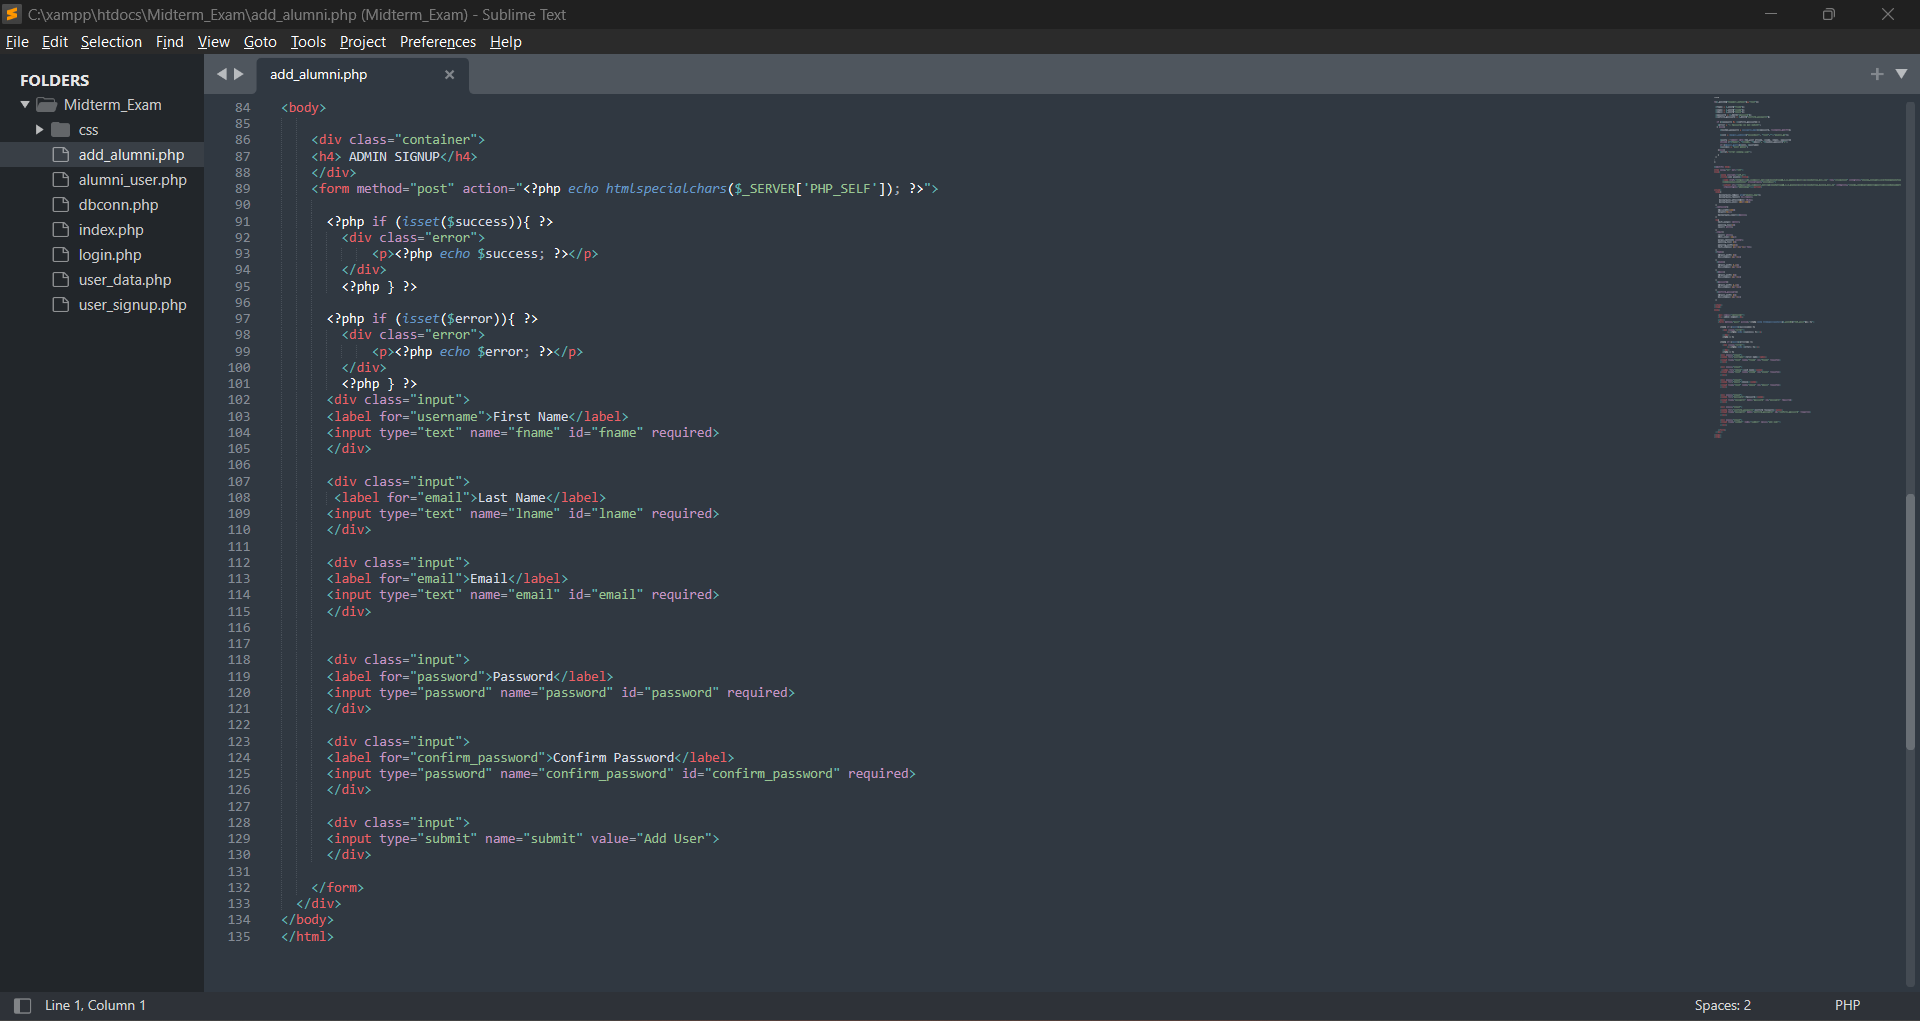 C:\xampp\htdocs\Midterm_Exam\add_alumni.php (Midterm_Exam) - Sublime Text
File Edit Selection Find View Goto Tools Project Preferences Help
FOLDERS
Midterm_Exam
css
add_alumni.php
alumni_user.php
dbconn.php
index.php
login.php
user_data.php
user_signup.php
add_alumni.php
84 <body>
85
86 <div class="container">
87 <h4> ADMIN SIGNUP</h4>
88 </div>
89 <form method="post" action="<?php echo htmlspecialchars($_SERVER['PHP_SELF']); ?>">
90
91 <?php if (isset($success)){ ?>
92 <div class="error">
93 <p><?php echo $success; ?></p>
94 </div>
95 <?php } ?>
96
97 <?php if (isset($error)){ ?>
98 <div class="error">
99 <p><?php echo $error; ?></p>
100 </div>
101 <?php } ?>
102 <div class="input">
103 <label for="username">First Name</label>
104 <input type="text" name="fname" id="fname" required>
105 </div>
106
107 <div class="input">
108 <label for="email">Last Name</label>
109 <input type="text" name="lname" id="lname" required>
110 </div>
111
112 <div class="input">
113 <label for="email">Email</label>
114 <input type="text" name="email" id="email" required>
115 </div>
116
117
118 <div class="input">
119 <label for="password">Password</label>
120 <input type="password" name="password" id="password" required>
121 </div>
122
123 <div class="input">
124 <label for="confirm_password">Confirm Password</label>
125 <input type="password" name="confirm_password" id="confirm_password" required>
126 </div>
127
128 <div class="input">
129 <input type="submit" name="submit" value="Add User">
130 </div>
131
132 </form>
133 </div>
134 </body>
135 </html>
Line 1, Column 1
Spaces: 2
PHP